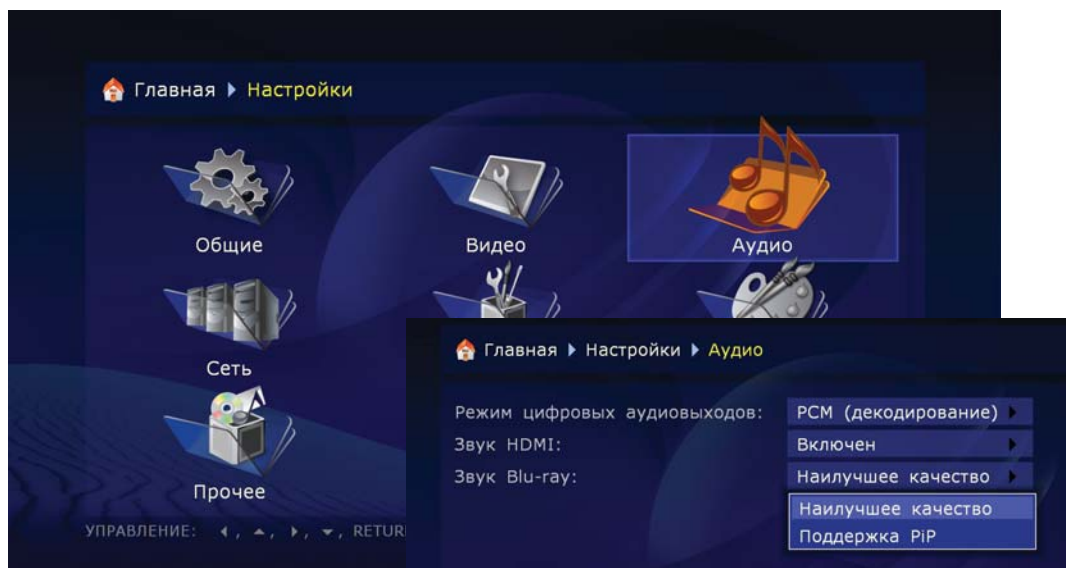 Главная Настройки
Общие
Видео
Аудио
Сеть
Прочее
УПРАВЛЕНИЕ: , , , , RETUR
Главная Настройки Аудио
Режим цифровых аудиовыходов: PCM (декодирование)
Звук HDMI: Включен
Звук Blu-ray: Наилучшее качество
Наилучшее качество
Поддержка PiP